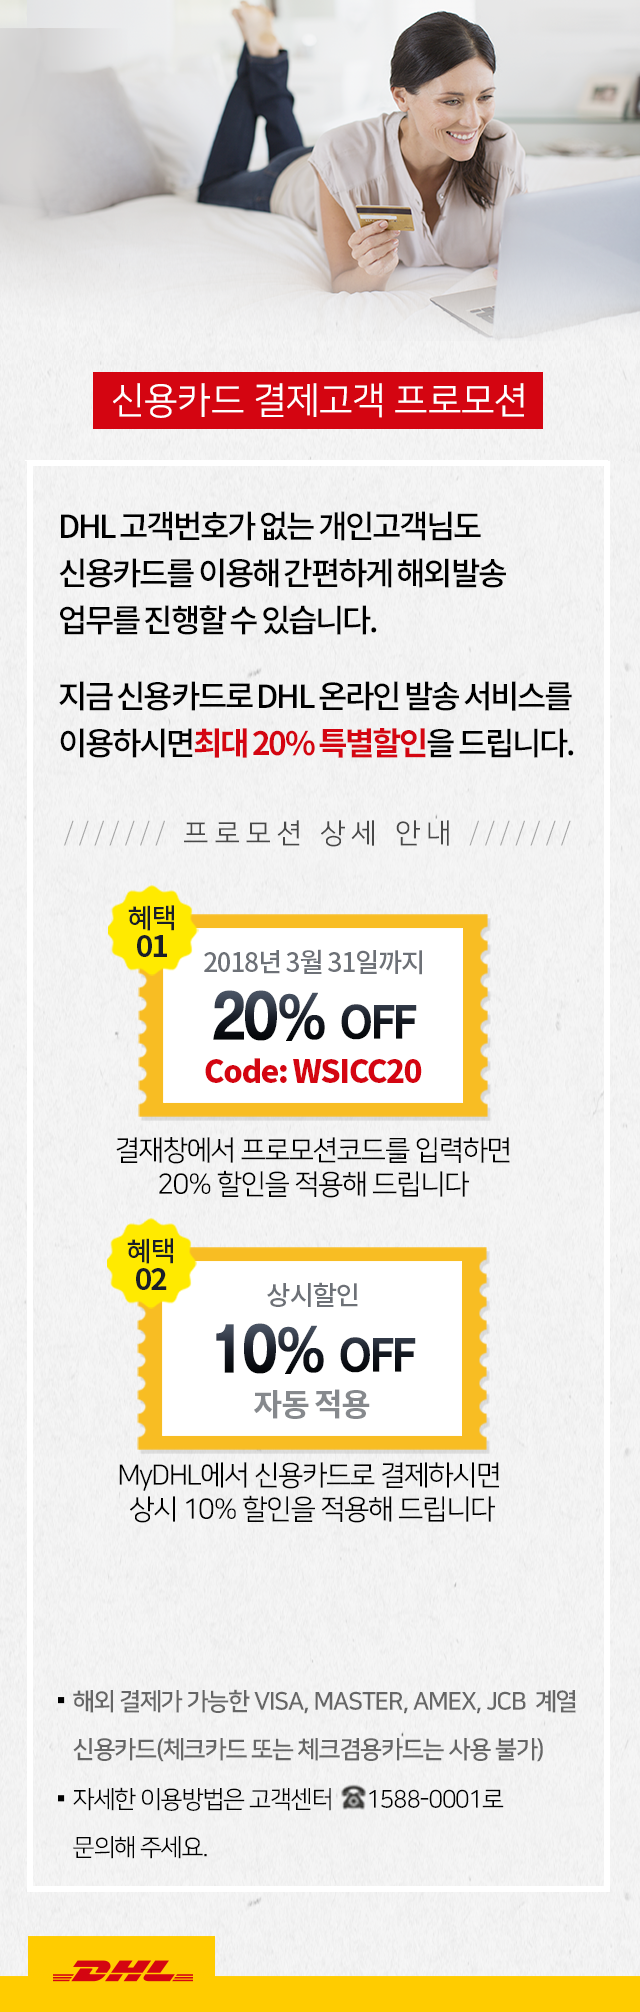 신용카드 결제고객 프로모션
DHL 고객번호가 없는 개인고객님도
신용카드를 이용해 간편하게 해외발송
업무를 진행할 수 있습니다.
지금 신용카드로 DHL 온라인 발송 서비스를
이용하시면최대 20% 특별할인을 드립니다.
/////// 프로모션 상세 안내 ///////
혜택
01
2018년 3월 31일까지
20% OFF
Code: WSICC20
결재창에서 프로모션코드를 입력하면
20% 할인을 적용해 드립니다
혜택
02
상시할인
10% OFF
자동 적용
MyDHL에서 신용카드로 결제하시면
상시 10% 할인을 적용해 드립니다
▪ 해외 결제가 가능한 VISA, MASTER, AMEX, JCB 계열
신용카드(체크카드 또는 체크겸용카드는 사용 불가)
▪ 자세한 이용방법은 고객센터 ☎1588-0001로
문의해 주세요.
DHL